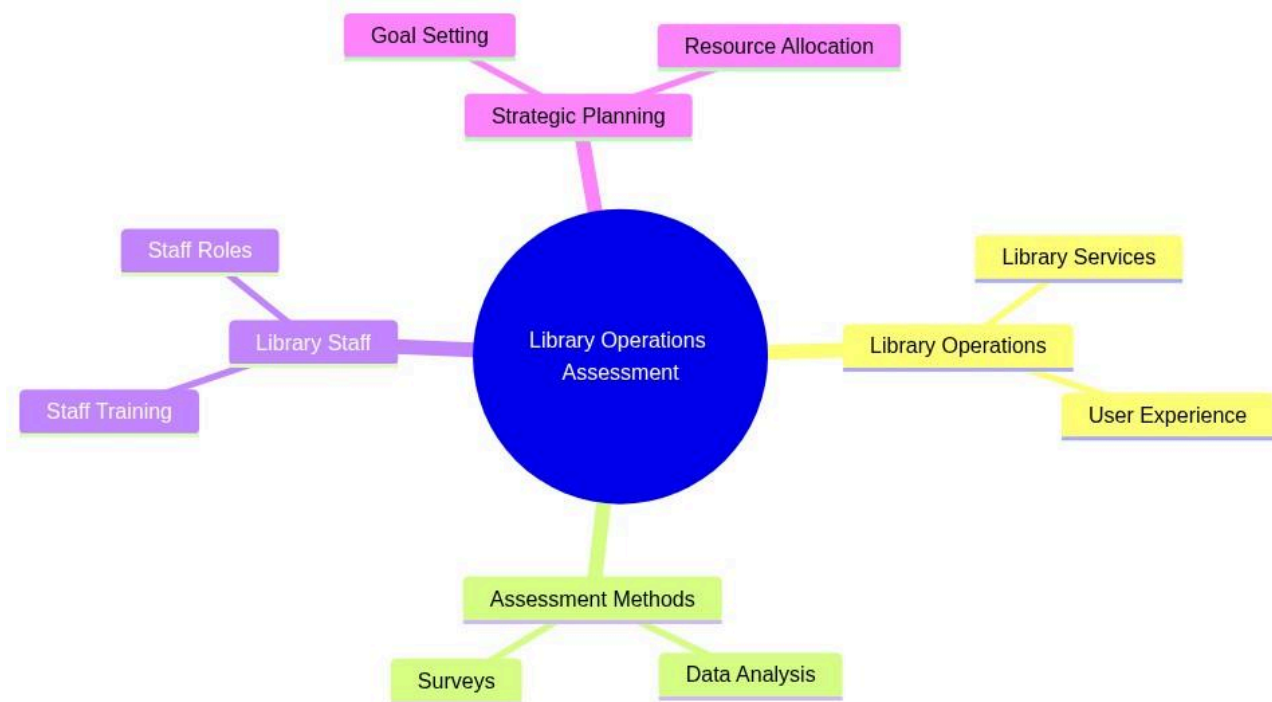 Goal Setting
Resource Allocation
Strategic Planning
Staff Roles
Library Services
Library Staff
Library Operations
Assessment
Library Operations
Staff Training
User Experience
Assessment Methods
Surveys
Data Analysis